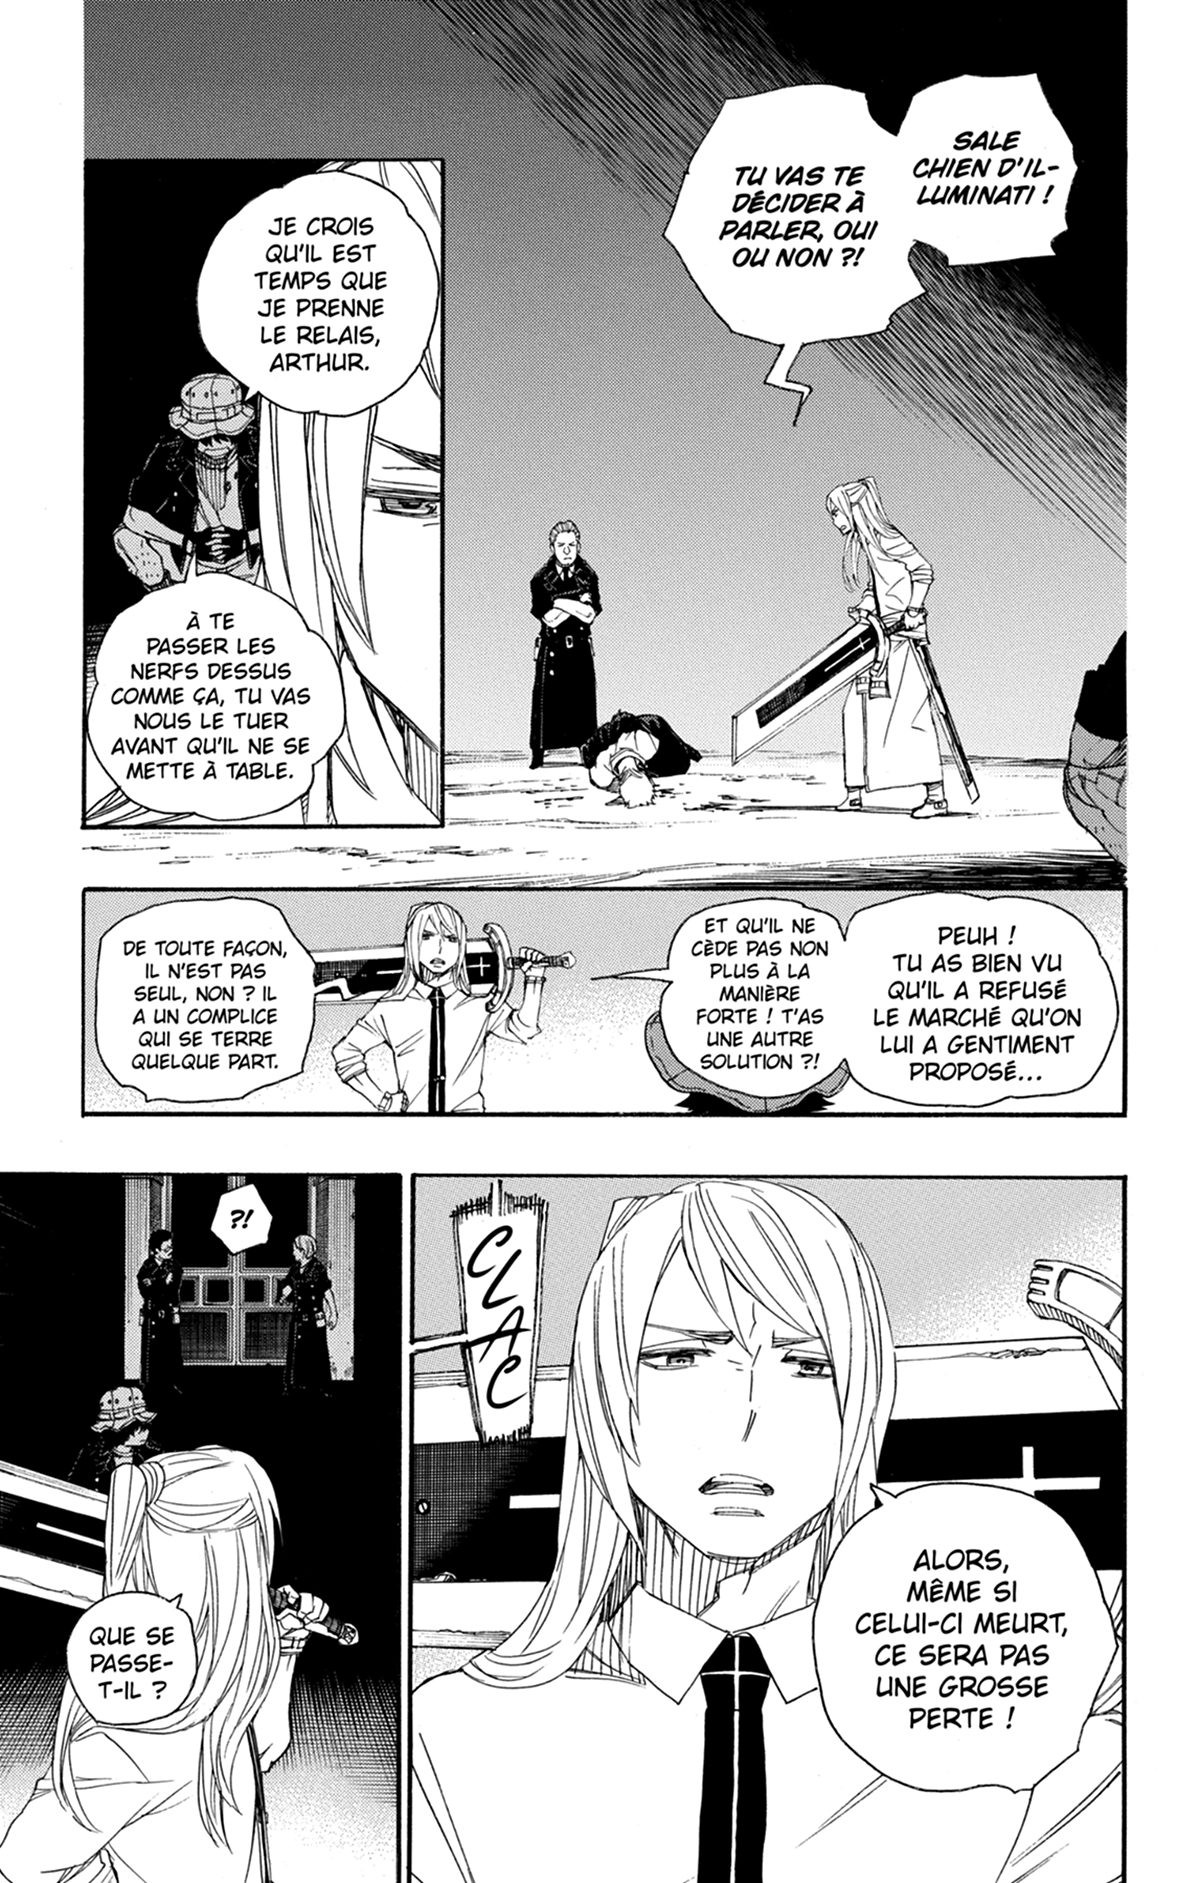 SALE
CHIEN D'IL-
LUMINATI !
TU VAS TE
DÉCIDER À
PARLER, OUI
OU NON ?!
JE CROIS
QU'IL EST
TEMPS QUE
JE PRENNE
LE RELAIS,
ARTHUR.
À TE
PASSER LES
NERFS DESSUS
COMME ÇA, TU VAS
NOUS LE TUER
AVANT QU'IL NE SE
METTE À TABLE.
PEUH !
TU AS BIEN VU
QU'IL A REFUSÉ
LE MARCHÉ QU'ON
LUI A GENTIMENT
PROPOSÉ...
ET QU'IL NE
CÈDE PAS NON
PLUS À LA
MANIÈRE
FORTE ! T'AS
UNE AUTRE
SOLUTION ?!
DE TOUTE FAÇON,
IL N'EST PAS
SEUL, NON ? IL
A UN COMPLICE
QUI SE TERRE
QUELQUE PART.
ALORS,
MÊME SI
CELUI-CI MEURT,
CE SERA PAS
UNE GROSSE
PERTE !
CLAC
?!
QUE SE
PASSE-
T-IL ?